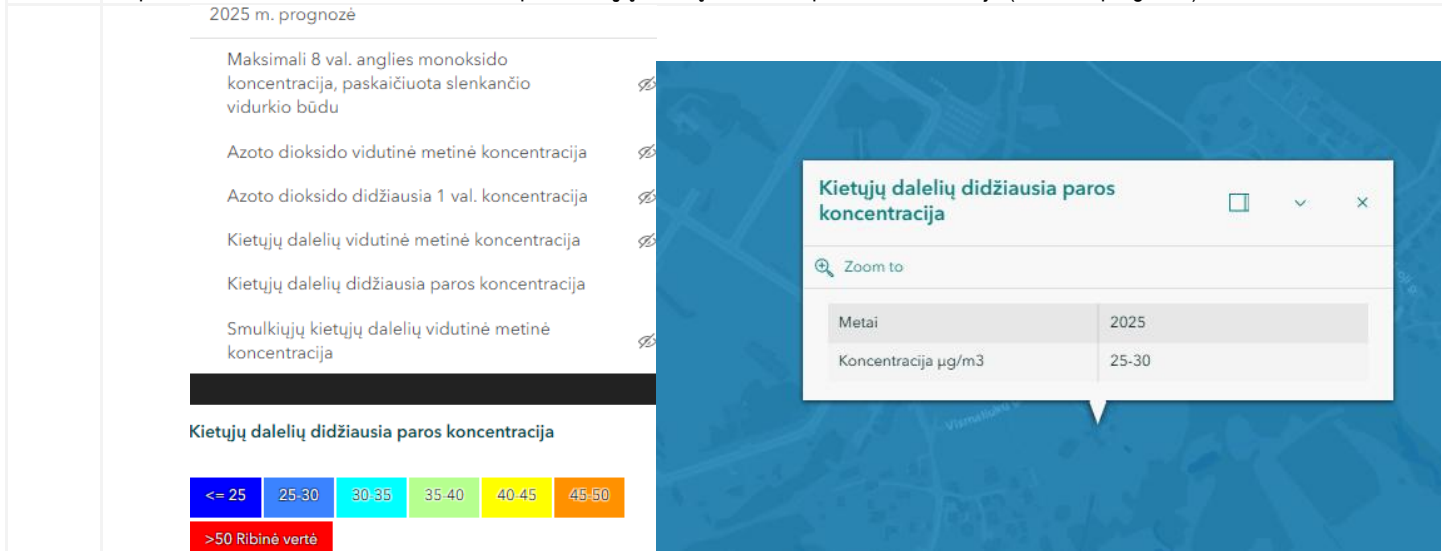 2025 m. prognozė
Maksimali 8 val. anglies monoksido
koncentracija, paskaičiuota slenkančio
vidurkio būdu
Azoto dioksido vidutinė metinė koncentracija
Azoto dioksido didžiausia 1 val. koncentracija
Kietųjų dalelių vidutinė metinė koncentracija
Kietųjų dalelių didžiausia paros koncentracija
Smulkiųjų kietųjų dalelių vidutinė metinė
koncentracija
Kietųjų dalelių didžiausia paros koncentracija
<= 25 25-30 30-35 35-40 40-45 45-50
>50 Ribinė vertė
Kietųjų dalelių didžiausia paros
koncentracija
Zoom to
Metai 2025
Koncentracija µg/m3 25-30